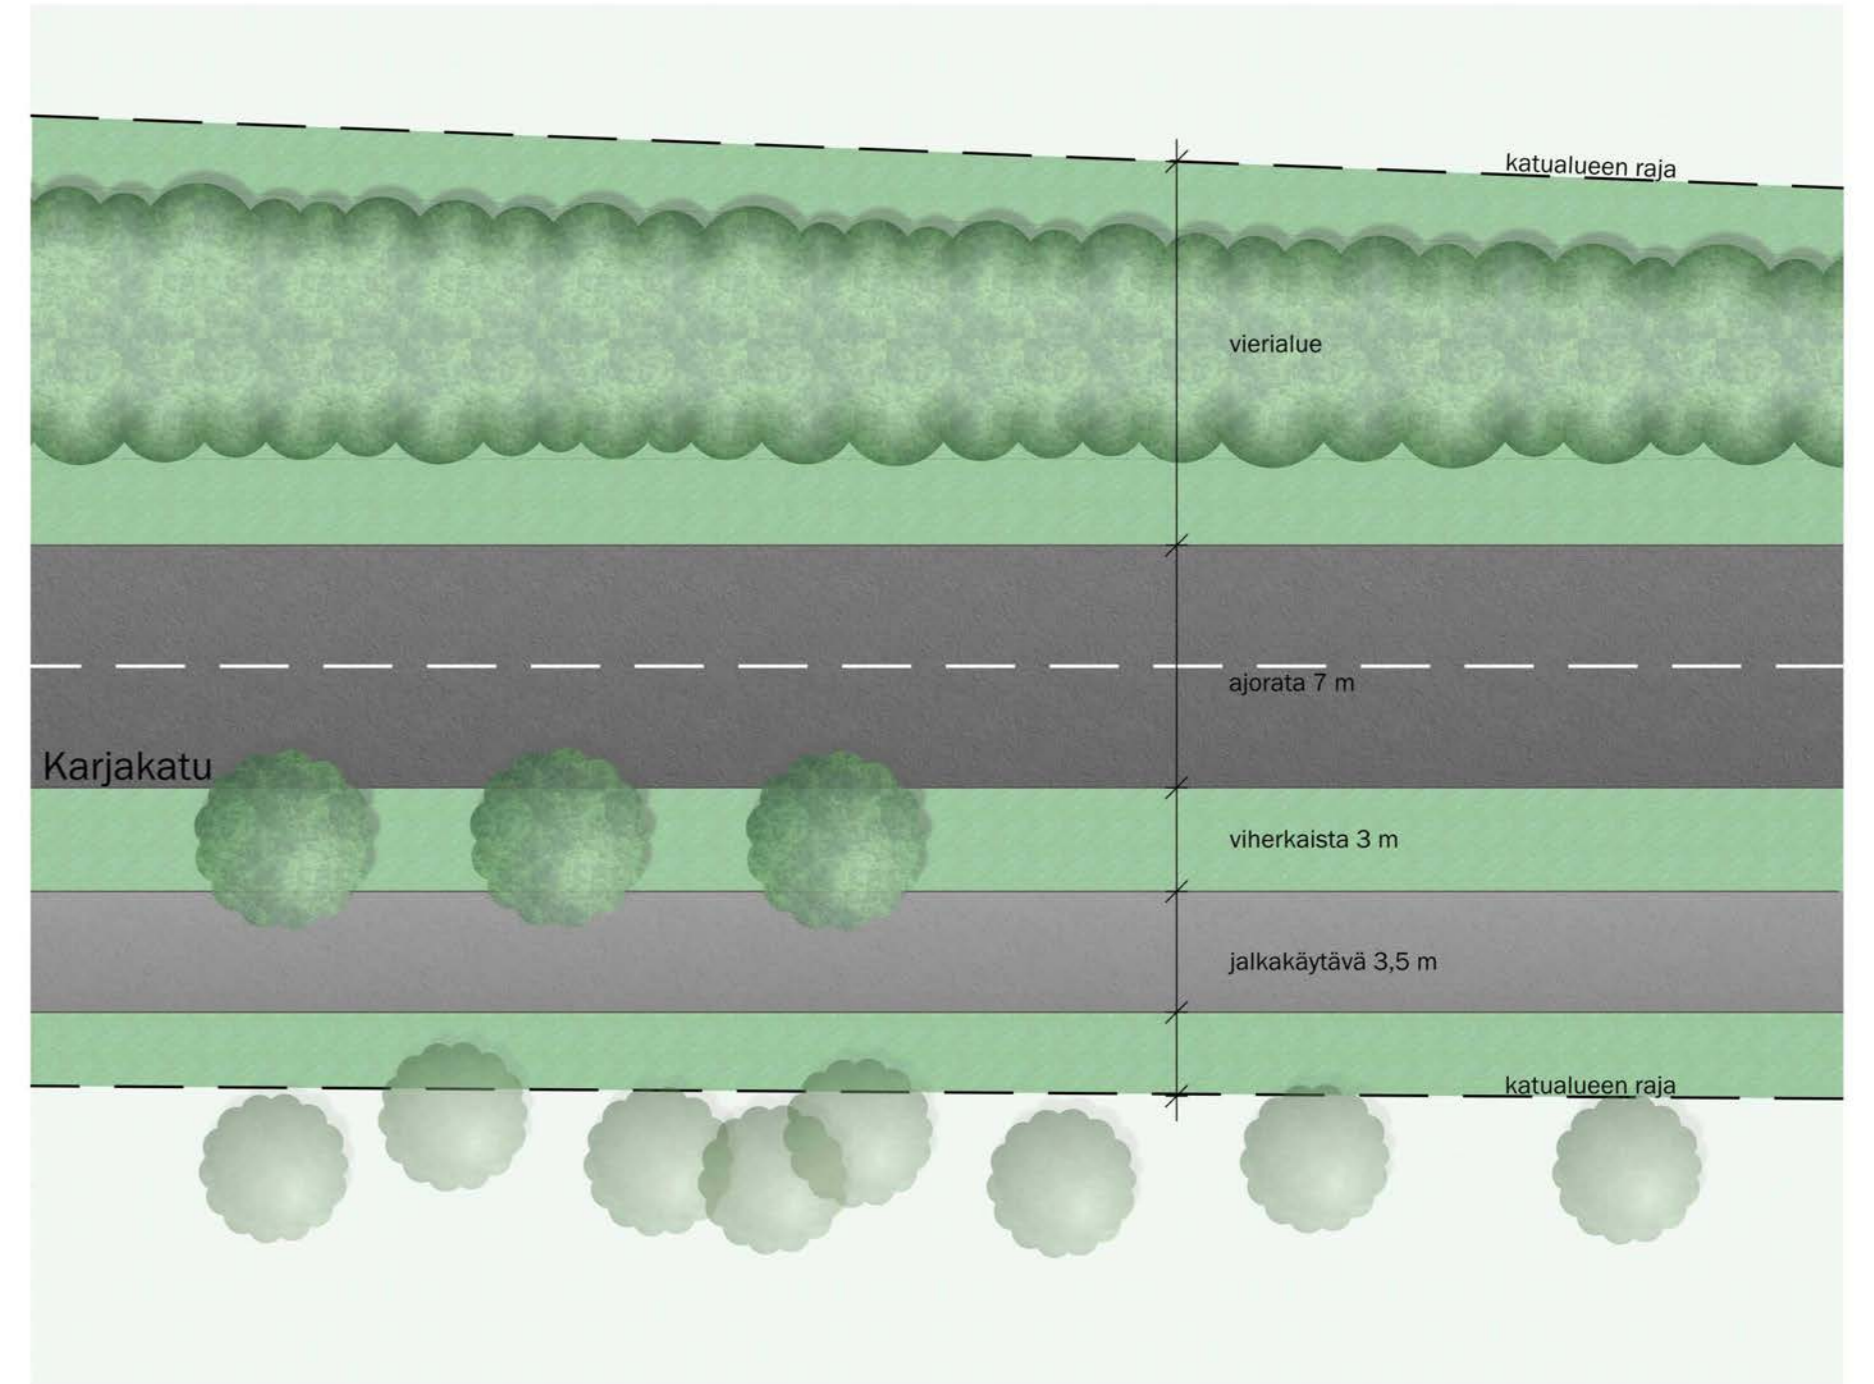 katualueen raja
vierialue
ajorata 7 m
Karjakatu
viherkaista 3 m
jalkakäytävä 3,5 m
katualueen raja